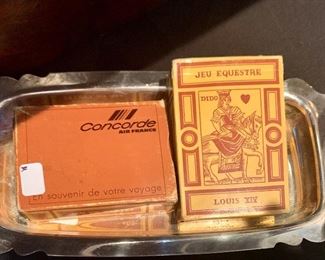 Concorde
AIR FRANCE
En souvenir de votre voyage
JEU EQUESTRE
DIDO
LOUIS XIV